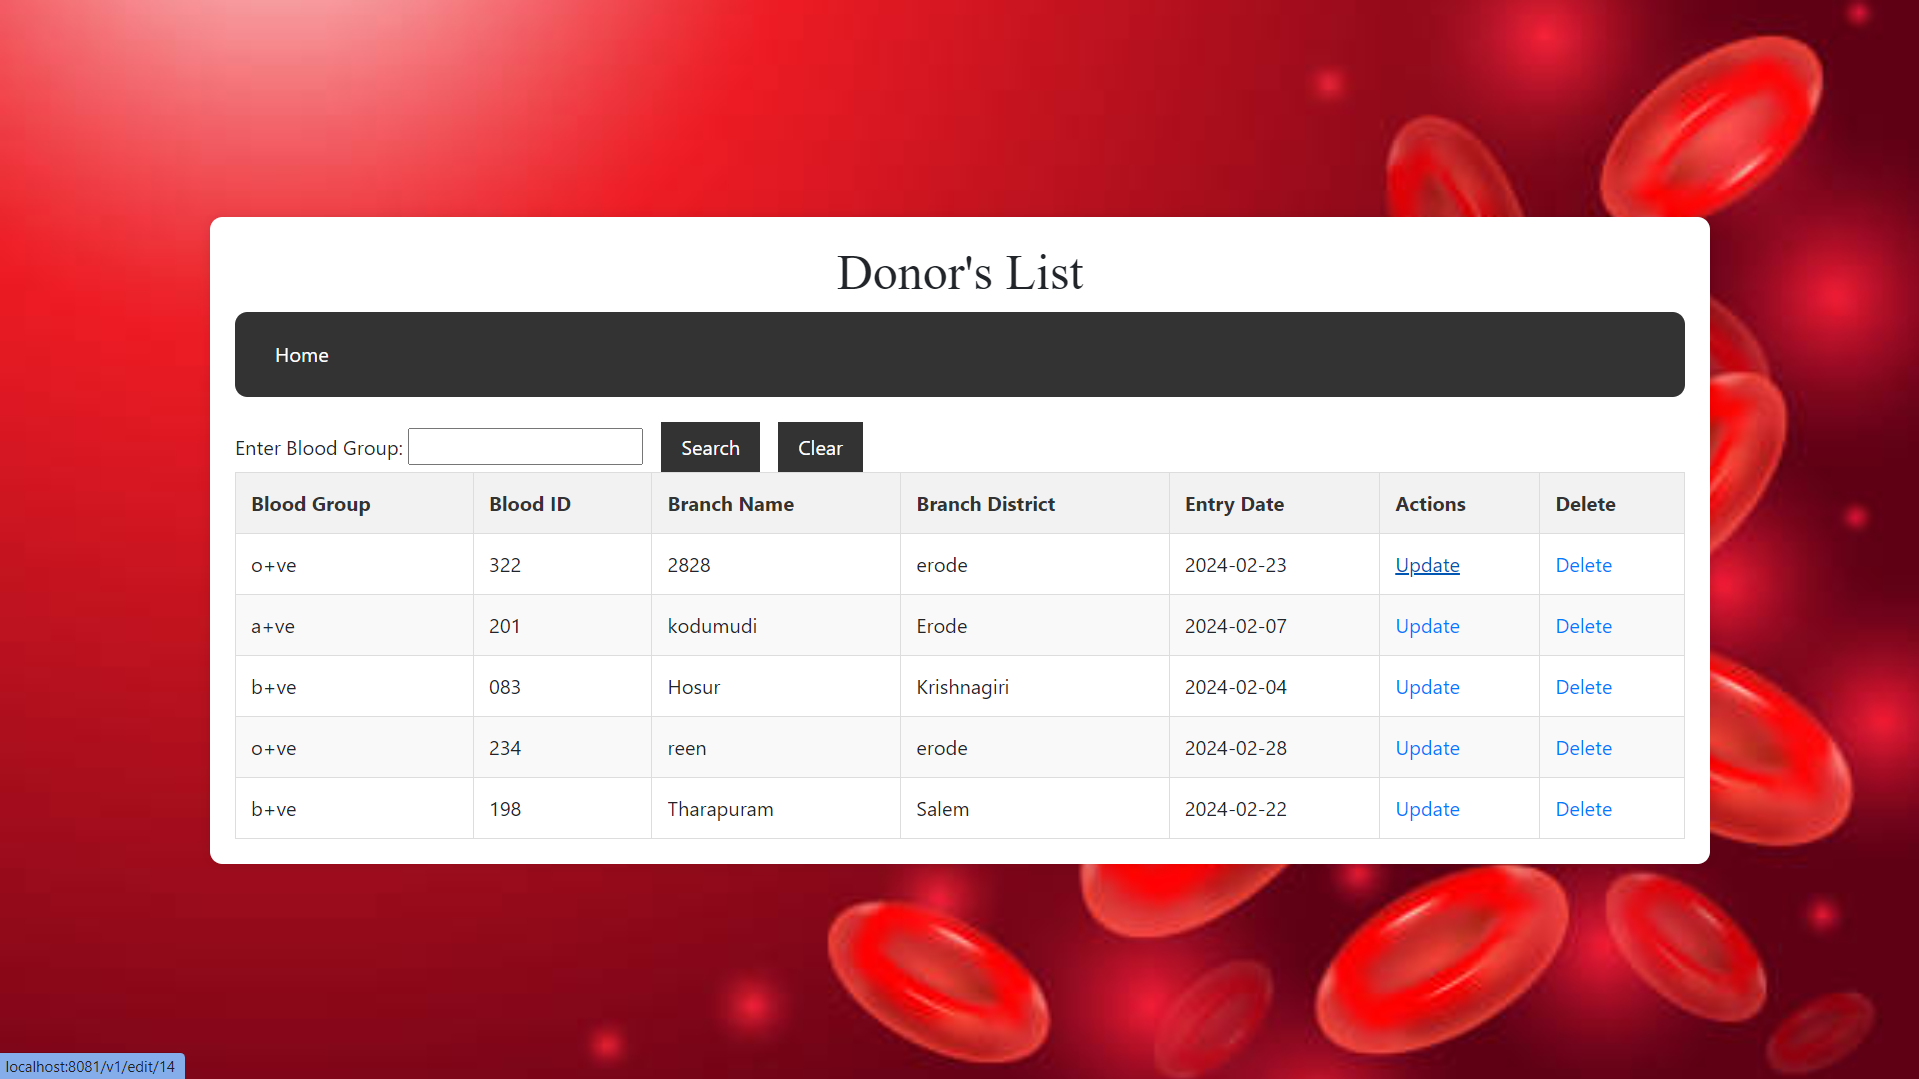 Donor's List
Home
Enter Blood Group: Search Clear
Blood Group Blood ID Branch Name Branch District Entry Date Actions Delete
o+ve 322 2828 erode 2024-02-23 Update Delete
a+ve 201 kodumudi Erode 2024-02-07 Update Delete
b+ve 083 Hosur Krishnagiri 2024-02-04 Update Delete
o+ve 234 reen erode 2024-02-28 Update Delete
b+ve 198 Tharapuram Salem 2024-02-22 Update Delete
localhost:8081/v1/edit/14